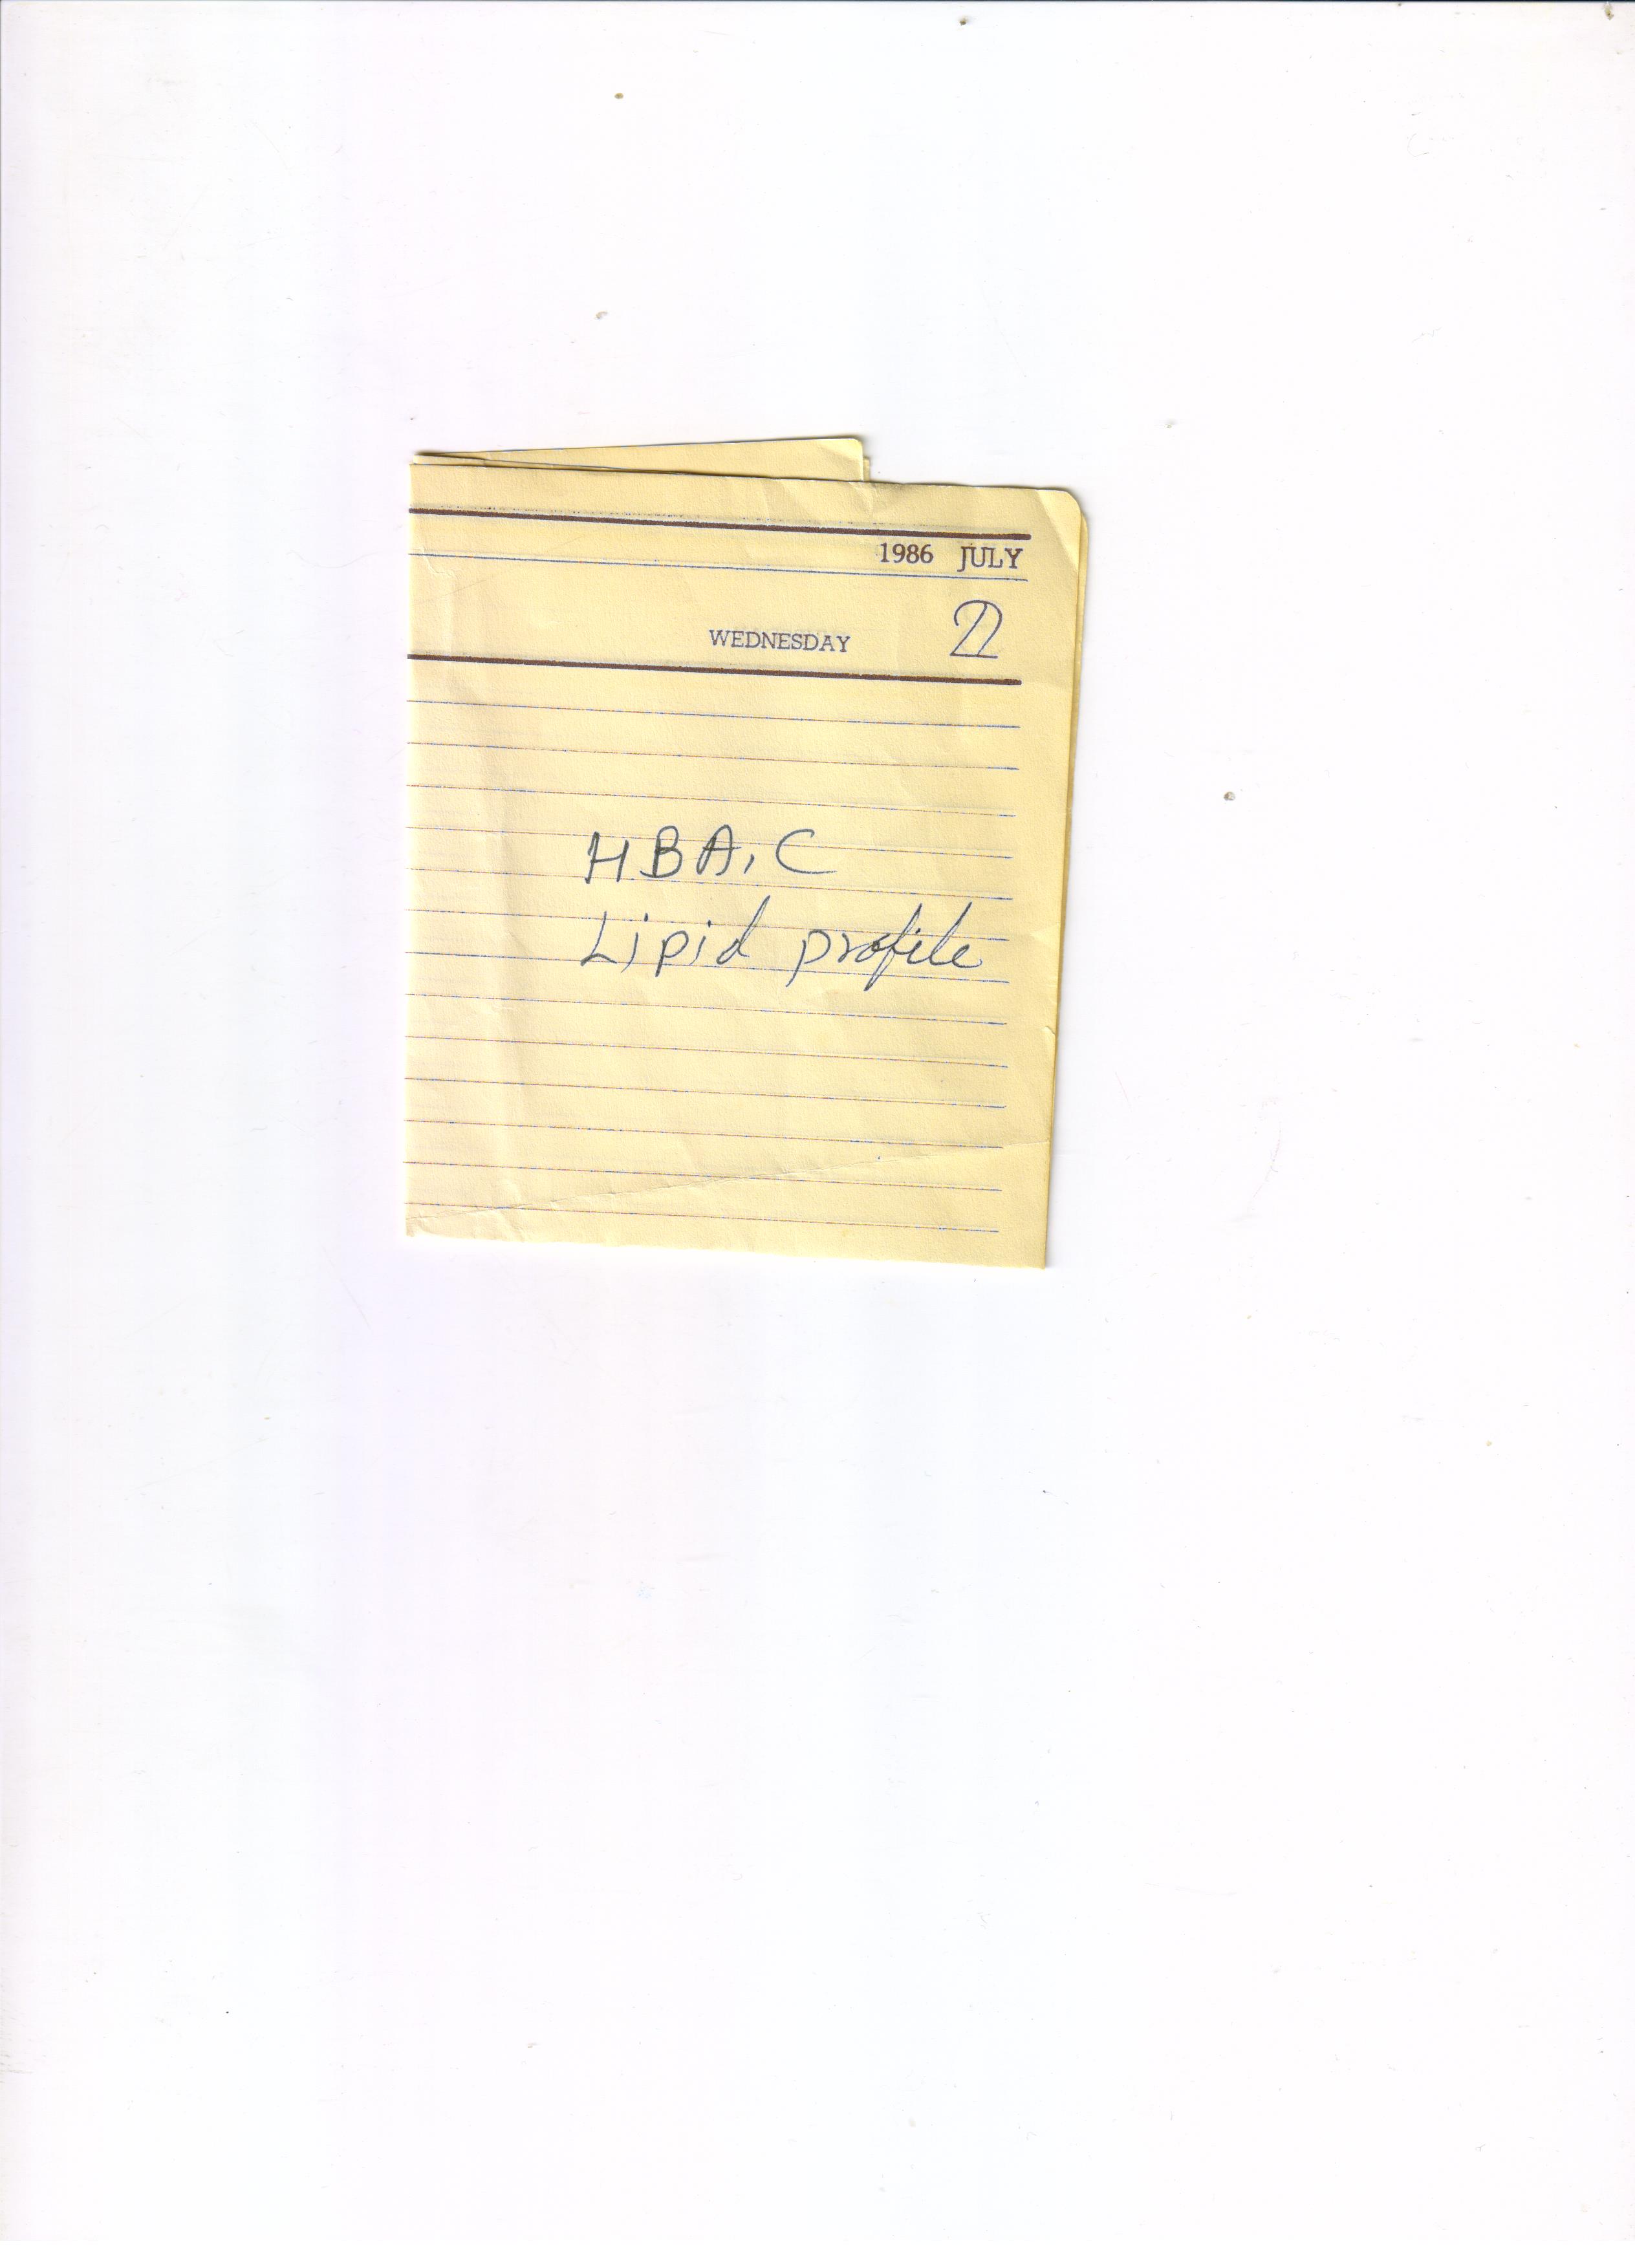 1986 JULY
WEDNESDAY 2
HBA₁C
Lipid profile